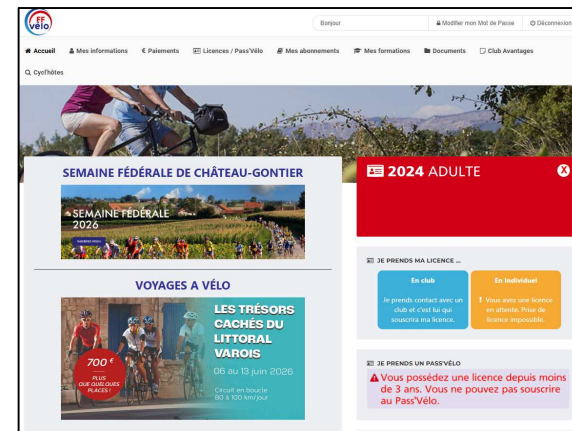 FF
vélo
Bonjour
Modifier mon Mot de Passe
Déconnexion
Accueil
Mes informations
€ Paiements
Licences / Pass'Vélo
Mes abonnements
Mes formations
Documents
Club Avantages
Cycl'hôtes
SEMAINE FÉDÉRALE DE CHÂTEAU-GONTIER
SEMAINE FÉDÉRALE
2026
VOYAGES A VÉLO
LES TRÉSORS
CACHÉS DU
LITTORAL
VAROIS
06 au 13 juin 2026
Circuit en boucle
80 à 100 km/jour
700 €
PLUS
QUE QUELQUES
PLACES !
2024 ADULTE
JE PRENDS MA LICENCE ...
En club
Je prends contact avec un
club et c'est lui qui
souscrira ma licence.
En Individuel
! Vous avez une licence
en attente. Prise de
licence impossible.
JE PRENDS UN PASS'VÉLO
Vous possédez une licence depuis moins
de 3 ans. Vous ne pouvez pas souscrire
au Pass'Vélo.